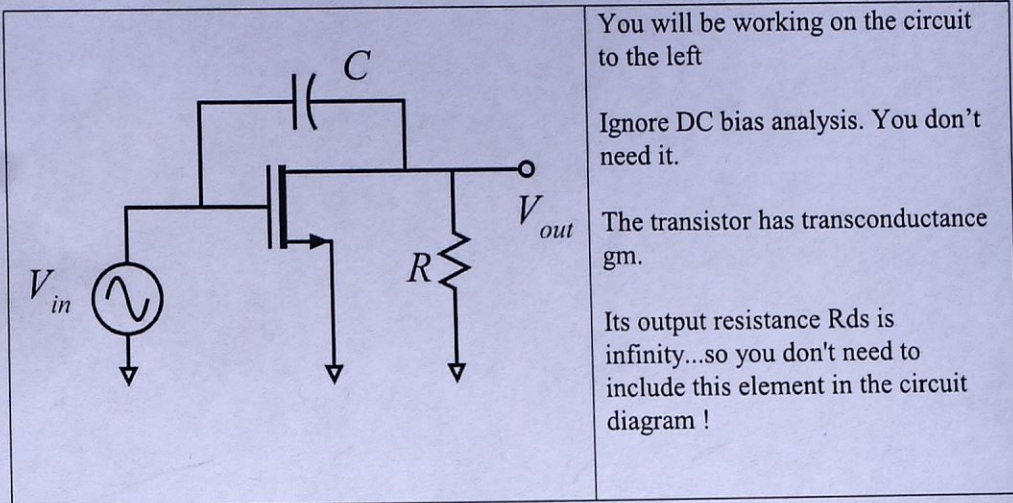 C
V out
R
V in
You will be working on the circuit
to the left
Ignore DC bias analysis. You don't
need it.
The transistor has transconductance
gm.
Its output resistance Rds is
infinity...so you don't need to
include this element in the circuit
diagram !